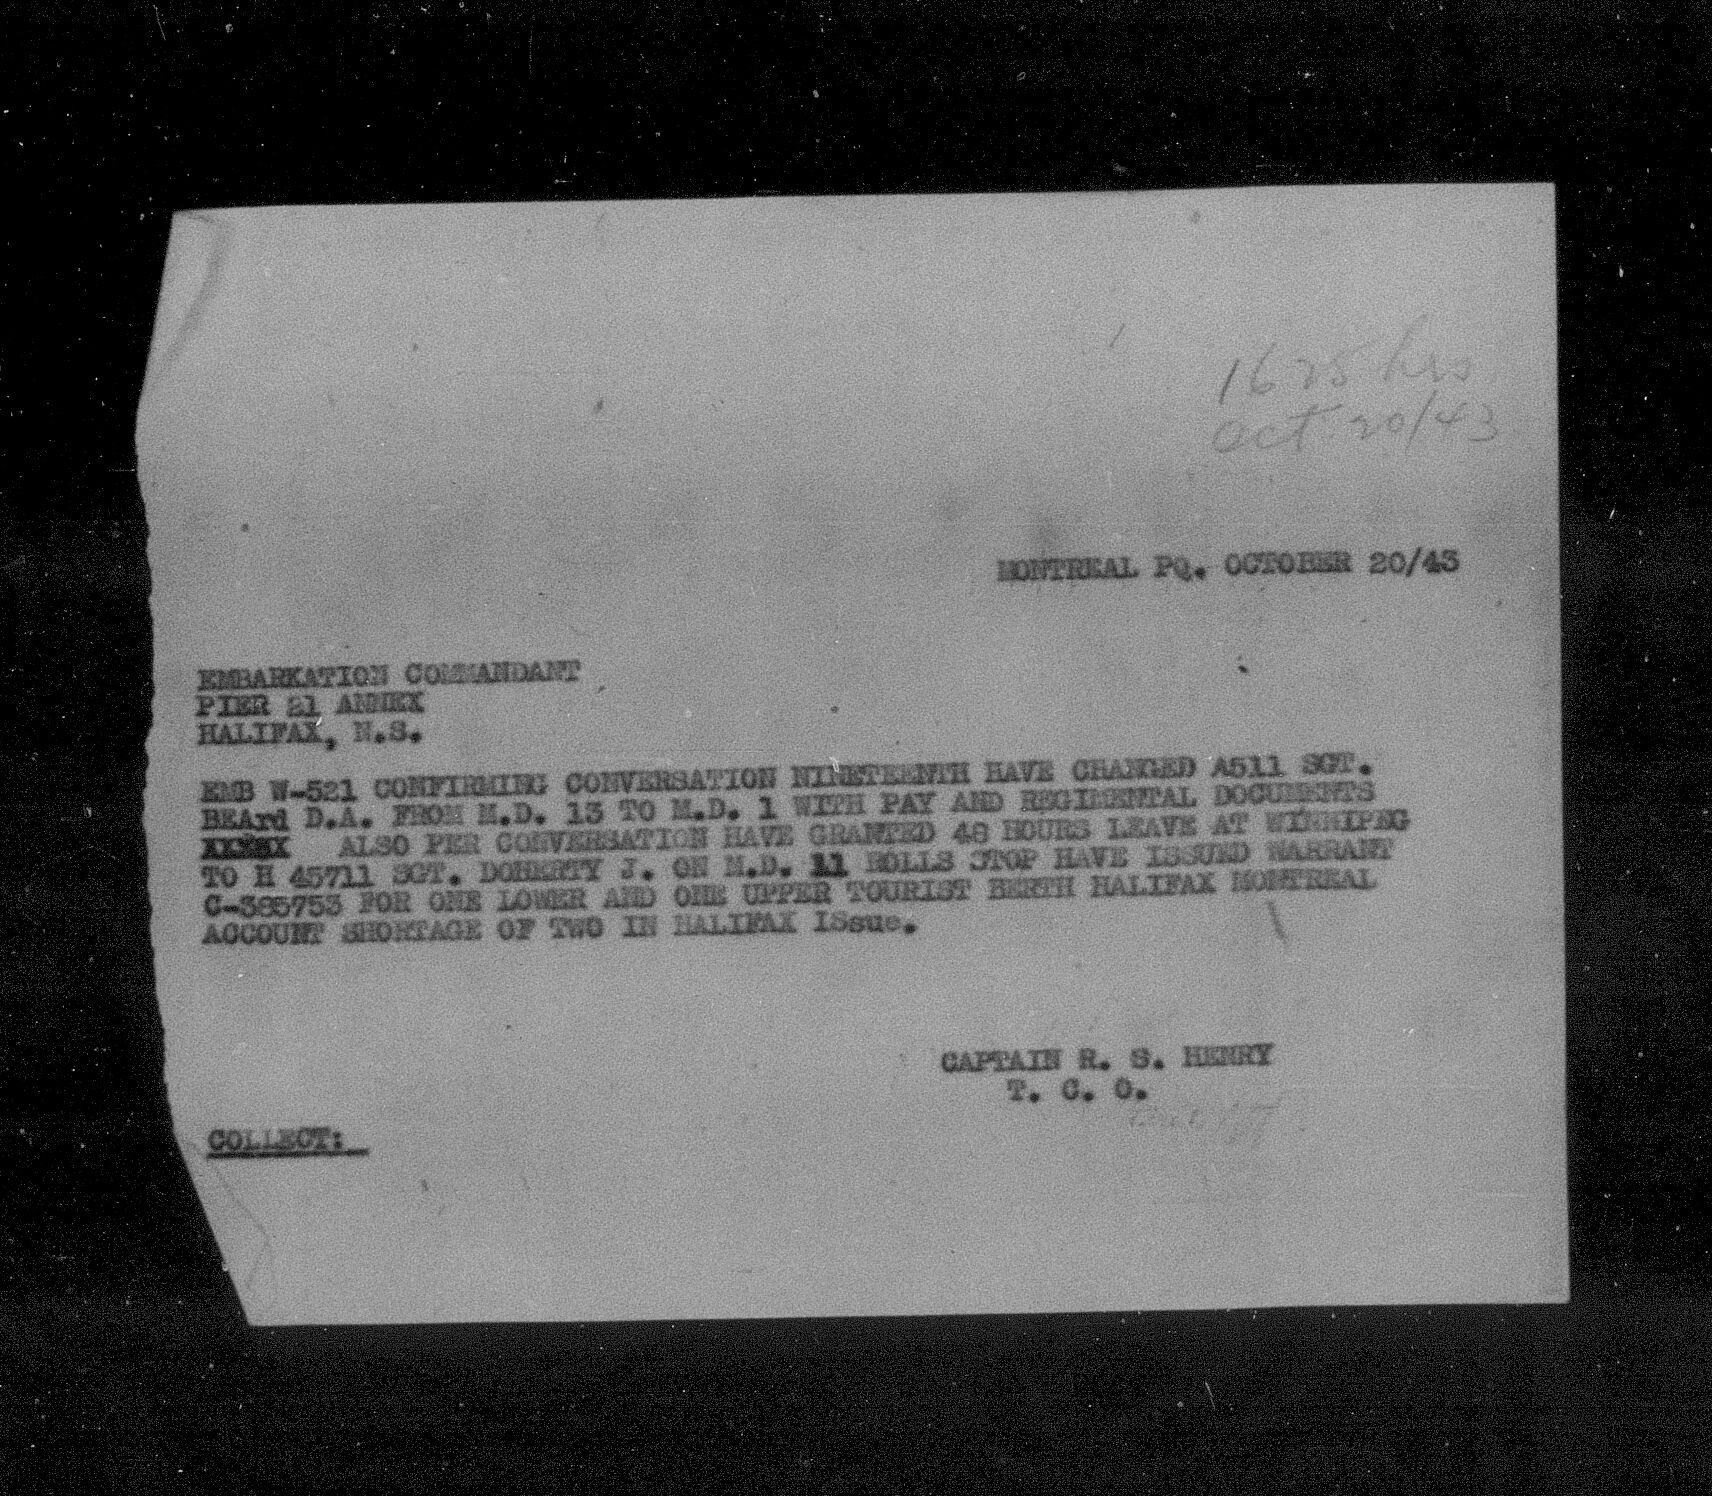 1625 hrs
Oct. 20/43
MONTREAL PQ. OCTOBER 20/43
EMBARKATION COMMANDANT
PIER 21 ANNEX
HALIFAX, N.S.
EMB W-521 CONFIRMING CONVERSATION NINETEENTH HAVE CHANGED A511 SGT.
BEArd D.A. FROM M.D. 13 TO M.D. 1 WITH PAY AND REGIMENTAL DOCUMENTS
ALSO PER CONVERSATION HAVE GRANTED 48 HOURS LEAVE AT WINNIPEG
TO H 45711 SGT. DOHERTY J. ON M.D. 11 ROLLS STOP HAVE ISSUED WARRANT
C-385753 FOR ONE LOWER AND ONE UPPER TOURIST BERTH HALIFAX MONTREAL
ACCOUNT SHORTAGE OF TWO IN HALIFAX ISsue.
CAPTAIN R. S. HENRY
T. C. O.
COLLECT: